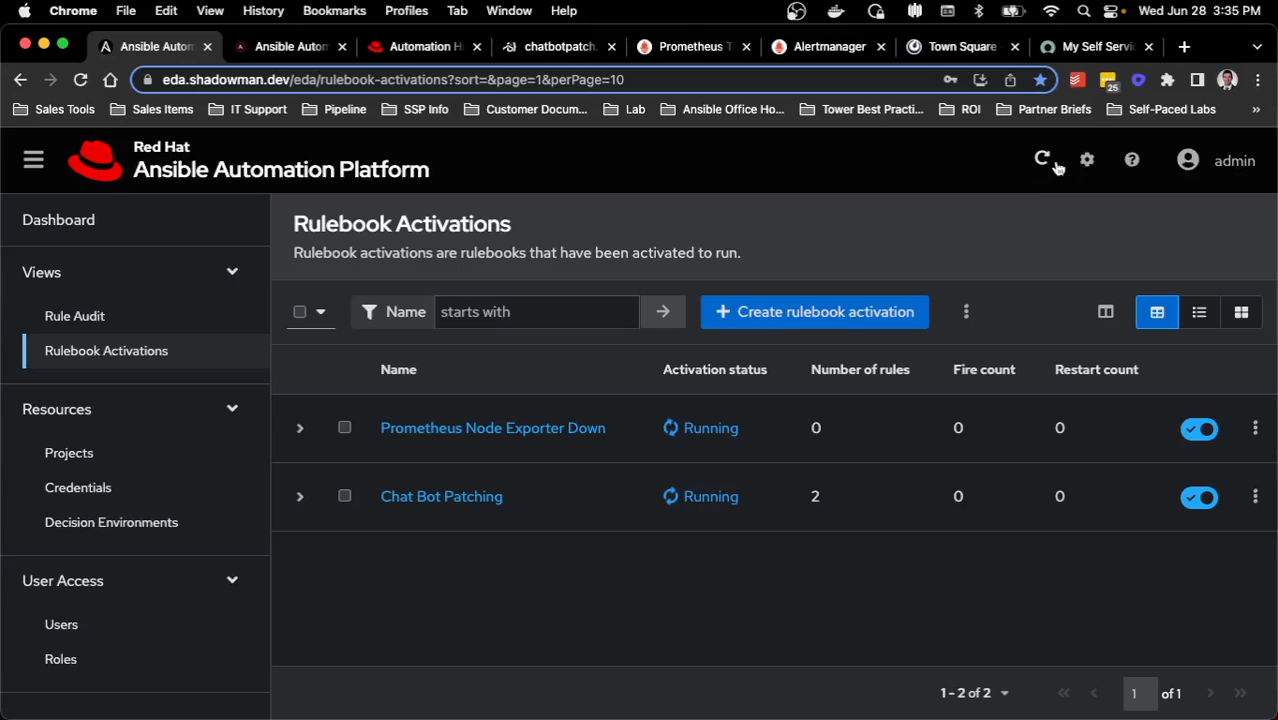 Chrome File Edit View History Bookmarks Profiles Tab Window Help Wed Jun 28 3:35 PM
Ansible Autom Ansible Autom Automation H chatbotpatch. Prometheus T Alertmanager Town Square My Self Servi
eda.shadowman.dev/eda/rulebook-activations?sort=&page=1&perPage=10 25
Sales Tools Sales Items IT Support Pipeline SSP Info Customer Docum... Lab Ansible Office Ho... Tower Best Practi... ROI Partner Briefs Self-Paced Labs »
Red Hat
Ansible Automation Platform
admin
Dashboard
Views
Rule Audit
Rulebook Activations
Resources
Projects
Credentials
Decision Environments
User Access
Users
Roles
Rulebook Activations
Rulebook activations are rulebooks that have been activated to run.
Name starts with + Create rulebook activation
Name Activation status Number of rules Fire count Restart count
Prometheus Node Exporter Down Running 0 0 0
Chat Bot Patching Running 2 0 0
1 - 2 of 2 1 of 1